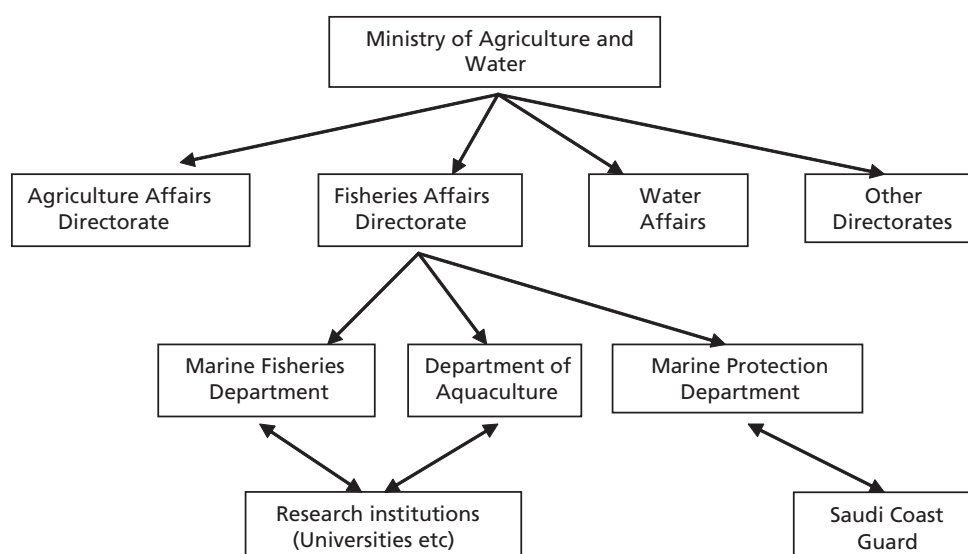 Ministry of Agriculture and
Water
Agriculture Affairs
Directorate
Fisheries Affairs
Directorate
Water
Affairs
Other
Directorates
Marine Fisheries
Department
Department of
Aquaculture
Marine Protection
Department
Research institutions
(Universities etc)
Saudi Coast
Guard